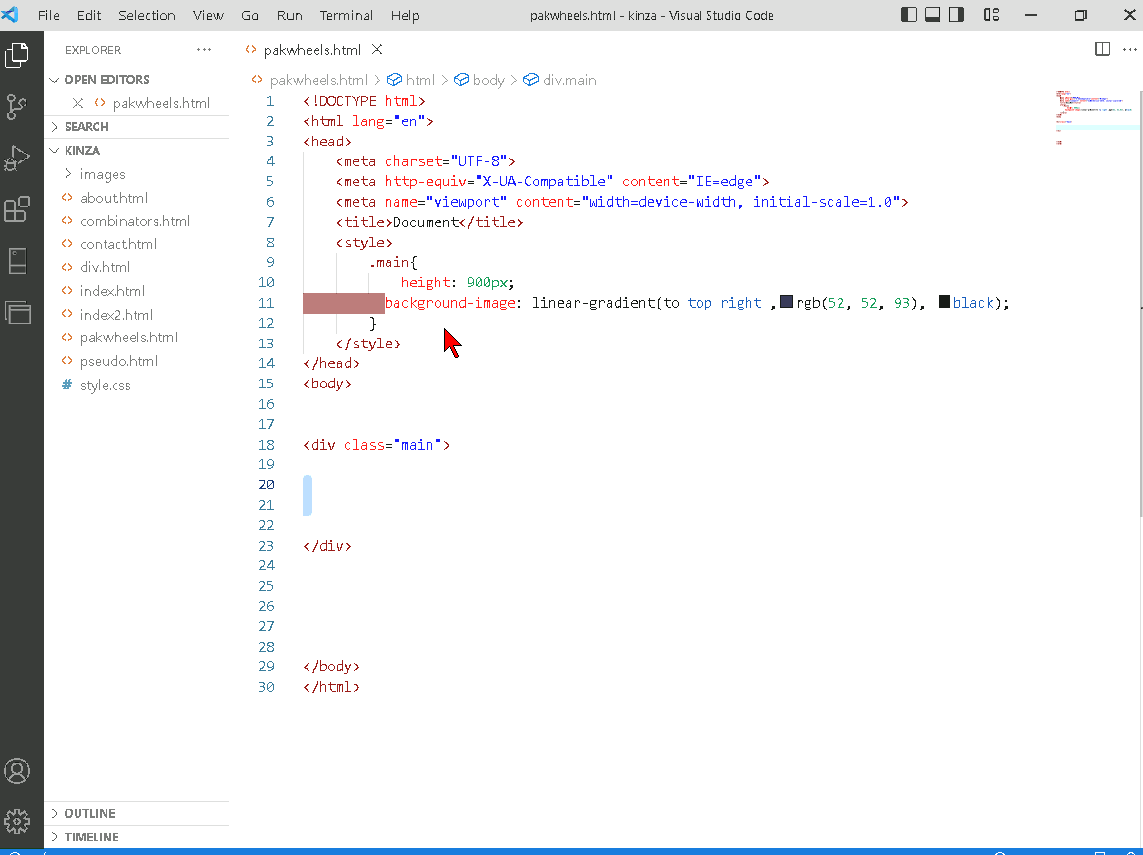 File Edit Selection View Go Run Terminal Help pakwheels.html - kinza - Visual Studio Code
EXPLORER ...
OPEN EDITORS
pakwheels.html
SEARCH
KINZA
images
about.html
combinators.html
contact.html
div.html
index.html
index2.html
pakwheels.html
pseudo.html
# style.css
OUTLINE
TIMELINE
pakwheels.html
pakwheels.html > html > body > div.main
1 <!DOCTYPE html>
2 <html lang="en">
3 <head>
4 <meta charset="UTF-8">
5 <meta http-equiv="X-UA-Compatible" content="IE=edge">
6 <meta name="viewport" content="width=device-width, initial-scale=1.0">
7 <title>Document</title>
8 <style>
9 .main{
10 height: 900px;
11 background-image: linear-gradient(to top right ,rgb(52, 52, 93), black);
12 }
13 </style>
14 </head>
15 <body>
16
17
18 <div class="main">
19
20
21
22
23 </div>
24
25
26
27
28
29 </body>
30 </html>